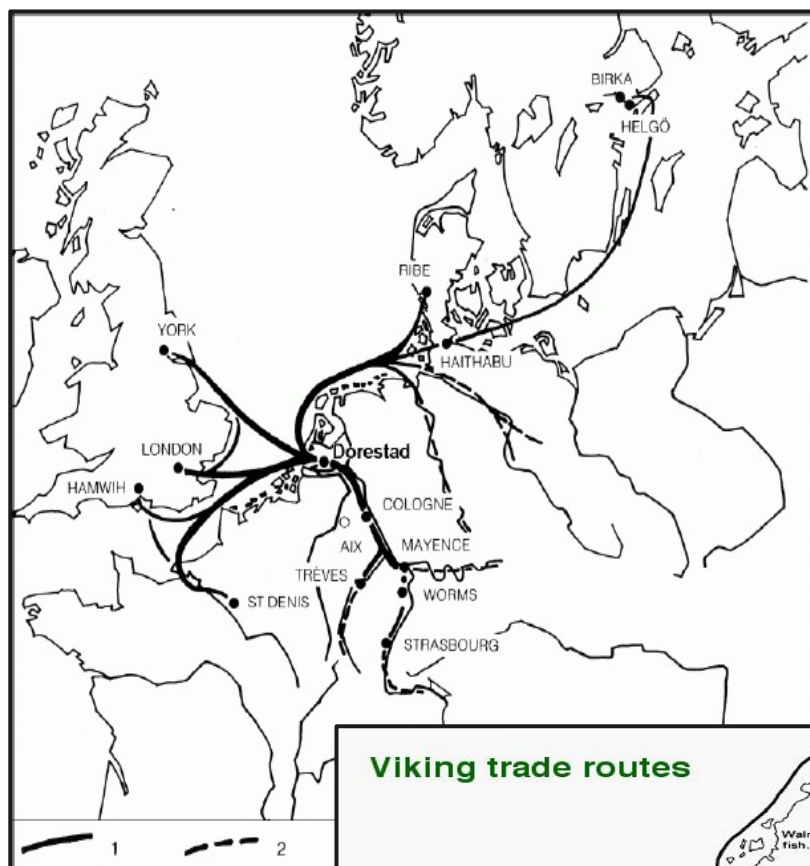 BIRKA
HELGÖ
RIBE
YORK
HAITHABU
LONDON
Dorestad
HAMWIH
COLOGNE
AIX
MAYENCE
TRÈVES
WORMS
ST DENIS
STRASBOURG
Viking trade routes
fish
1
2